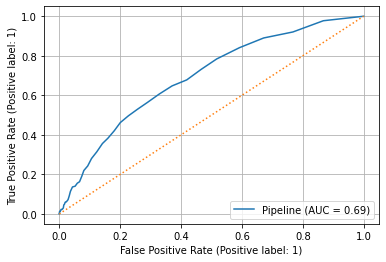 1.0
0.8
0.6
0.4
0.2
0.0
True Positive Rate (Positive label: 1)
Pipeline (AUC = 0.69)
0.0 0.2 0.4 0.6 0.8 1.0
False Positive Rate (Positive label: 1)